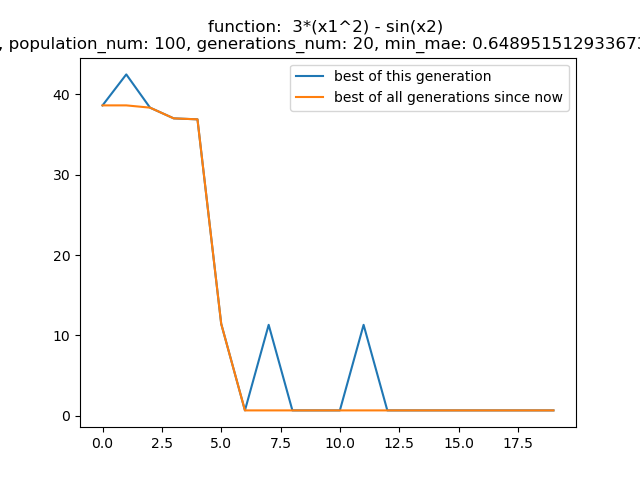 function:  3*(x1^2) - sin(x2)
, population_num: 100, generations_num: 20, min_mae: 0.648951512933673
best of this generation
best of all generations since now
40
30
20
10
0
0.0 2.5 5.0 7.5 10.0 12.5 15.0 17.5